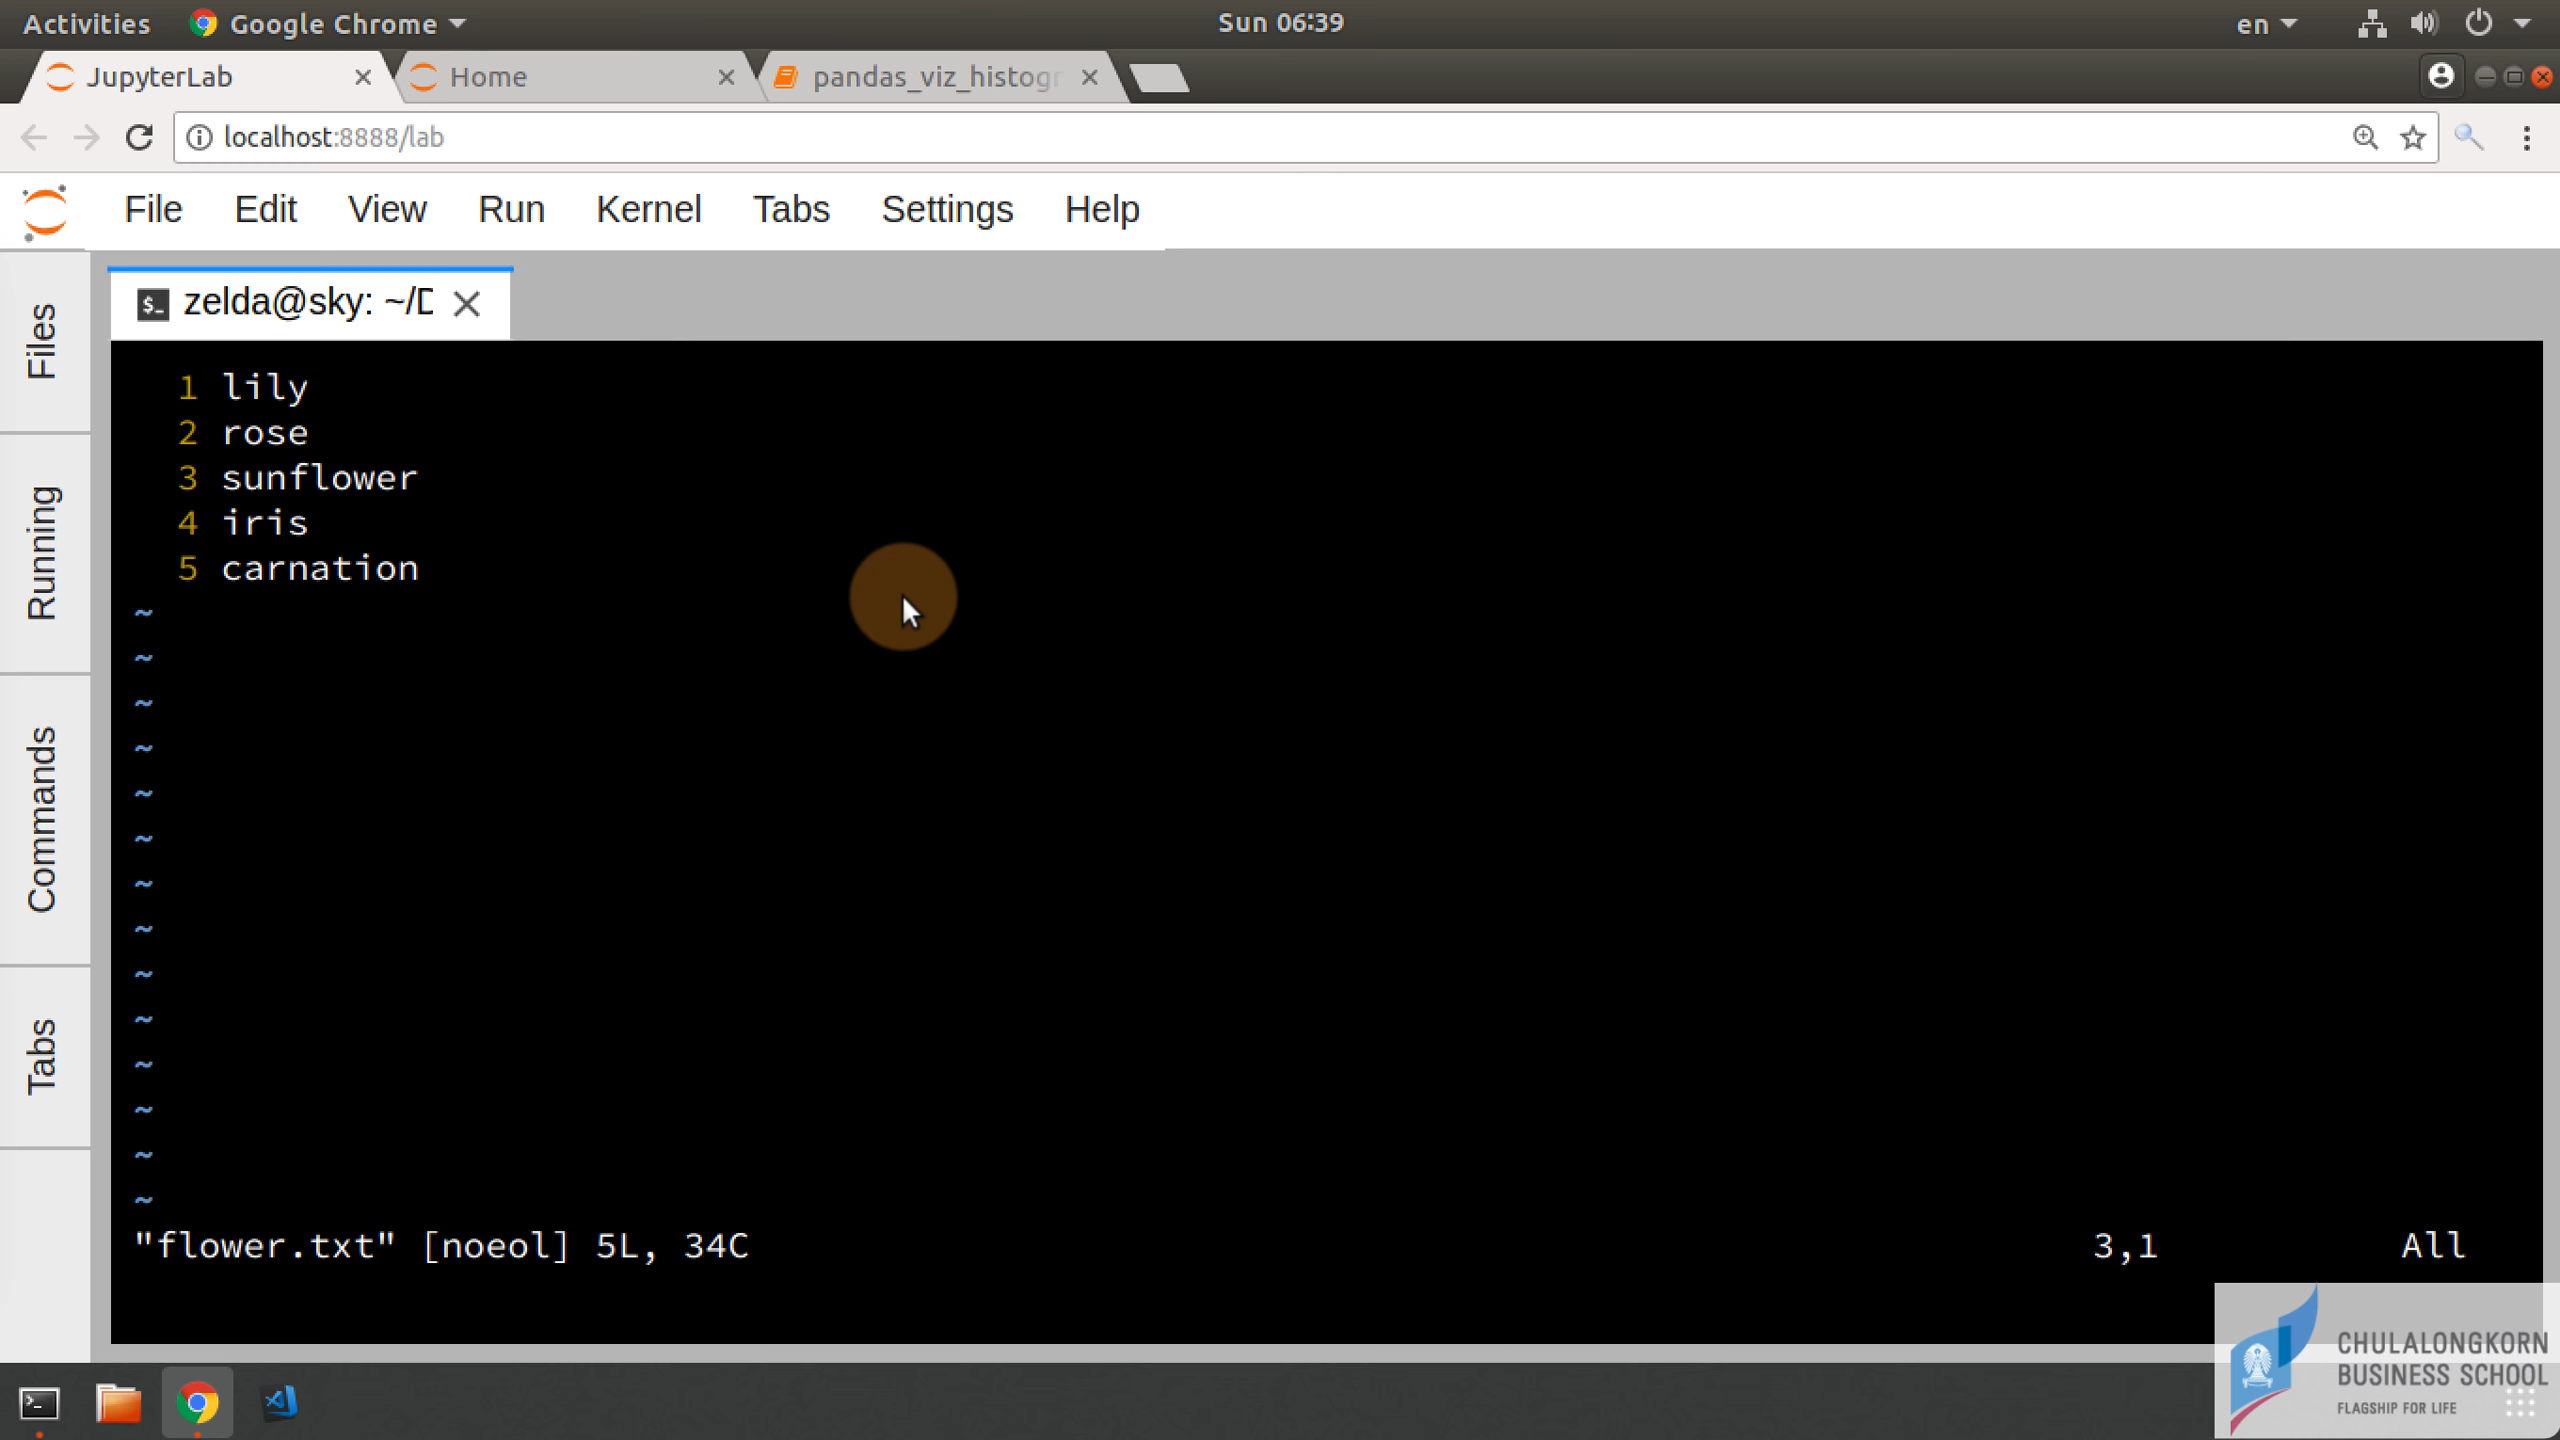 Activities Google Chrome Sun 06:39 en
JupyterLab Home pandas_viz_histogr
localhost:8888/lab
File Edit View Run Kernel Tabs Settings Help
Files
Running
Commands
Tabs
$_ zelda@sky: ~/D
1 lily
2 rose
3 sunflower
4 iris
5 carnation
~
~
~
~
~
~
~
~
~
~
~
~
~
~
"flower.txt" [noeol] 5L, 34C 3,1 All
CHULALONGKORN
BUSINESS SCHOOL
FLAGSHIP FOR LIFE